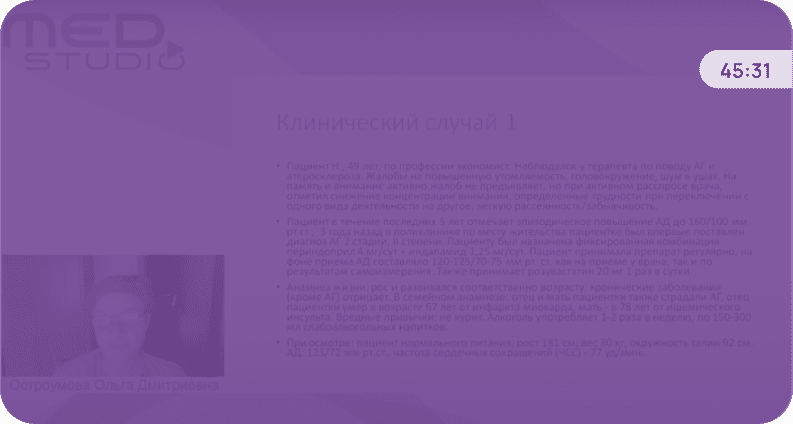 MED
STUDIO
45:31
Клинический случай 1
• Пациент Н., 49 лет, по профессии экономист. Наблюдался у терапевта по поводу АГ и
атеросклероза. Жалобы на повышенную утомляемость, головокружение, шум в ушах. На
память и внимание активно жалоб не предъявляет, но при активном расспросе врача,
отметил снижение концентрации внимания, определенные трудности при переключении с
одного вида деятельности на другое, легкую рассеянность/забывчивость.
• Пациент в течение последних 5 лет отмечает эпизодическое повышение АД до 160/100 мм
рт.ст., 3 года назад в поликлинике по месту жительства пациенте был впервые поставлен
диагноз АГ 2 стадии, II степени. Пациенту была назначена фиксированная комбинация
периндоприл 4 мг/сут + индапамид 1,25 мг/сут. Пациент принимал препарат регулярно, на
фоне приема АД составляло 120-125/70-75 мм рт. ст. как на приеме у врача, так и по
результатам самоизмерения. Также принимает розувастатин 20 мг 1 раз в сутки.
• Анамнез жизни: рос и развивался соответственно возрасту, хронические заболевания
(кроме АГ) отрицает. В семейном анамнезе: отец и мать пациентки также страдали АГ, отец
пациентки умер в возрасте 67 лет от инфаркта миокарда, мать - в 78 лет от ишемического
инсульта. Вредные привычки: не курит. Алкоголь употребляет 1-2 раза в неделю, по 150-300
мл слабоалкогольных напитков.
• При осмотре: пациент нормального питания, рост 181 см, вес 80 кг, окружность талии 92 см.
АД: 123/72 мм рт.ст., частота сердечных сокращений (ЧСС) - 77 уд/мин.
Остроумова Ольга Дмитриевна